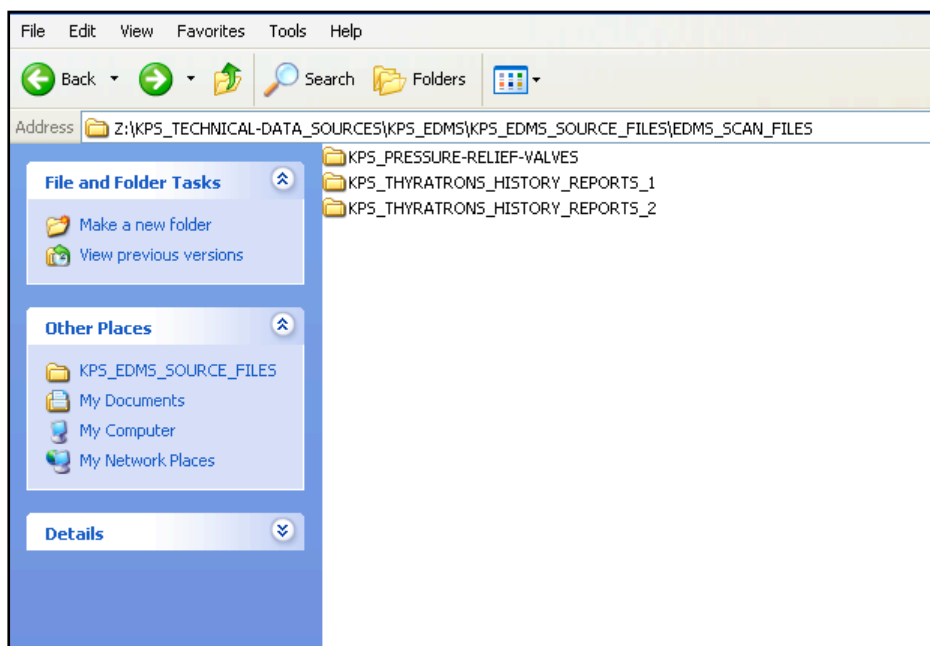 File Edit View Favorites Tools Help
Back Search Folders
Address Z:\KPS_TECHNICAL-DATA_SOURCES\KPS_EDMS\KPS_EDMS_SOURCE_FILES\EDMS_SCAN_FILES
File and Folder Tasks
Make a new folder
View previous versions
Other Places
KPS_EDMS_SOURCE_FILES
My Documents
My Computer
My Network Places
Details
KPS_PRESSURE-RELIEF-VALVES
KPS_THYRATRONS_HISTORY_REPORTS_1
KPS_THYRATRONS_HISTORY_REPORTS_2